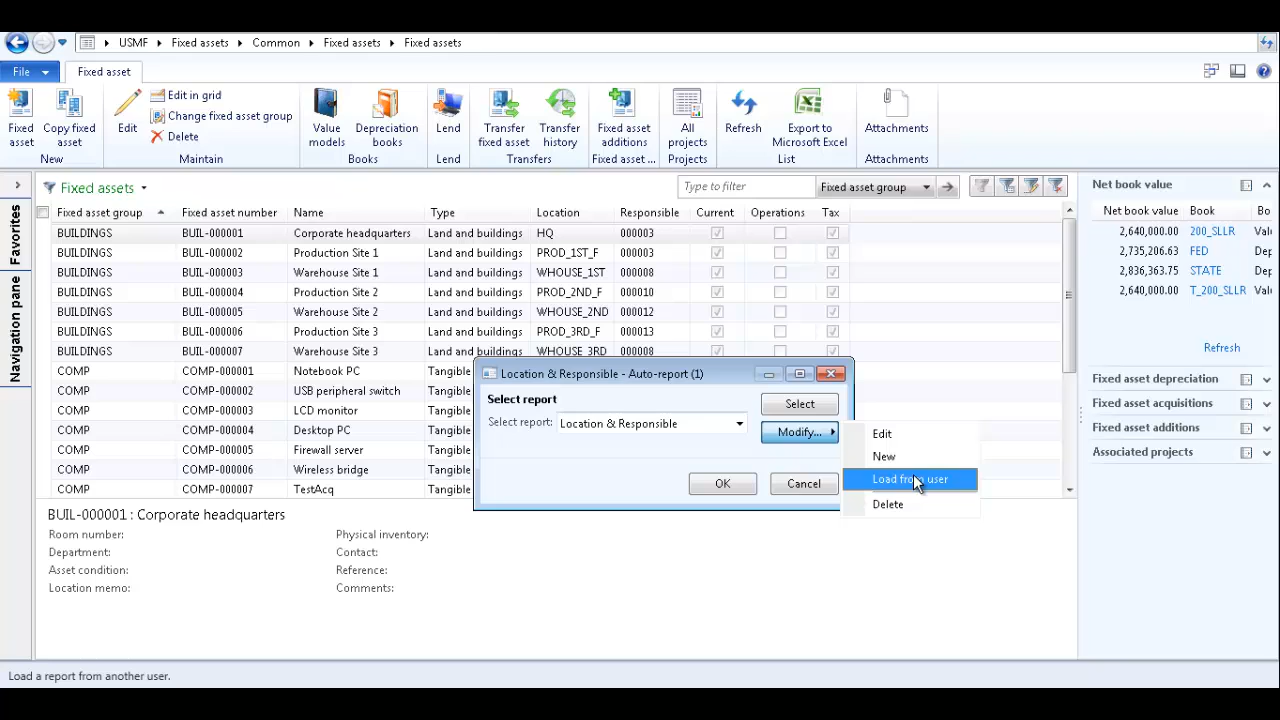 USMF Fixed assets Common Fixed assets Fixed assets
File Fixed asset
Fixed asset
Copy fixed asset
New
Edit
Edit in grid
Change fixed asset group
Delete
Maintain
Value models
Depreciation books
Books
Lend
Lend
Transfer fixed asset
Transfer history
Transfers
Fixed asset additions
Fixed asset ...
All projects
Projects
Refresh
Export to Microsoft Excel
List
Attachments
Attachments
Favorites
Navigation pane
Fixed assets
Type to filter Fixed asset group
Fixed asset group Fixed asset number Name Type Location Responsible Current Operations Tax
BUILDINGS BUIL-000001 Corporate headquarters Land and buildings HQ 000003
BUILDINGS BUIL-000002 Production Site 1 Land and buildings PROD_1ST_F 000003
BUILDINGS BUIL-000003 Warehouse Site 1 Land and buildings WHOUSE_1ST 000008
BUILDINGS BUIL-000004 Production Site 2 Land and buildings PROD_2ND_F 000010
BUILDINGS BUIL-000005 Warehouse Site 2 Land and buildings WHOUSE_2ND 000012
BUILDINGS BUIL-000006 Production Site 3 Land and buildings PROD_3RD_F 000013
BUILDINGS BUIL-000007 Warehouse Site 3 Land and buildings WHOUSE_3RD 000008
COMP COMP-000001 Notebook PC Tangible
COMP COMP-000002 USB peripheral switch Tangible
COMP COMP-000003 LCD monitor Tangible
COMP COMP-000004 Desktop PC Tangible
COMP COMP-000005 Firewall server Tangible
COMP COMP-000006 Wireless bridge Tangible
COMP COMP-000007 TestAcq Tangible
Location & Responsible - Auto-report (1)
Select report
Select report: Location & Responsible
Select
Modify...
OK Cancel
Edit
New
Load from user
Delete
BUIL-000001 : Corporate headquarters
Room number: Physical inventory:
Department: Contact:
Asset condition: Reference:
Location memo: Comments:
Net book value
Net book value Book Bo
2,640,000.00 200_SLLR Valu
2,735,206.63 FED Dep
2,836,363.75 STATE Dep
2,640,000.00 T_200_SLLR Valu
Refresh
Fixed asset depreciation
Fixed asset acquisitions
Fixed asset additions
Associated projects
Load a report from another user.